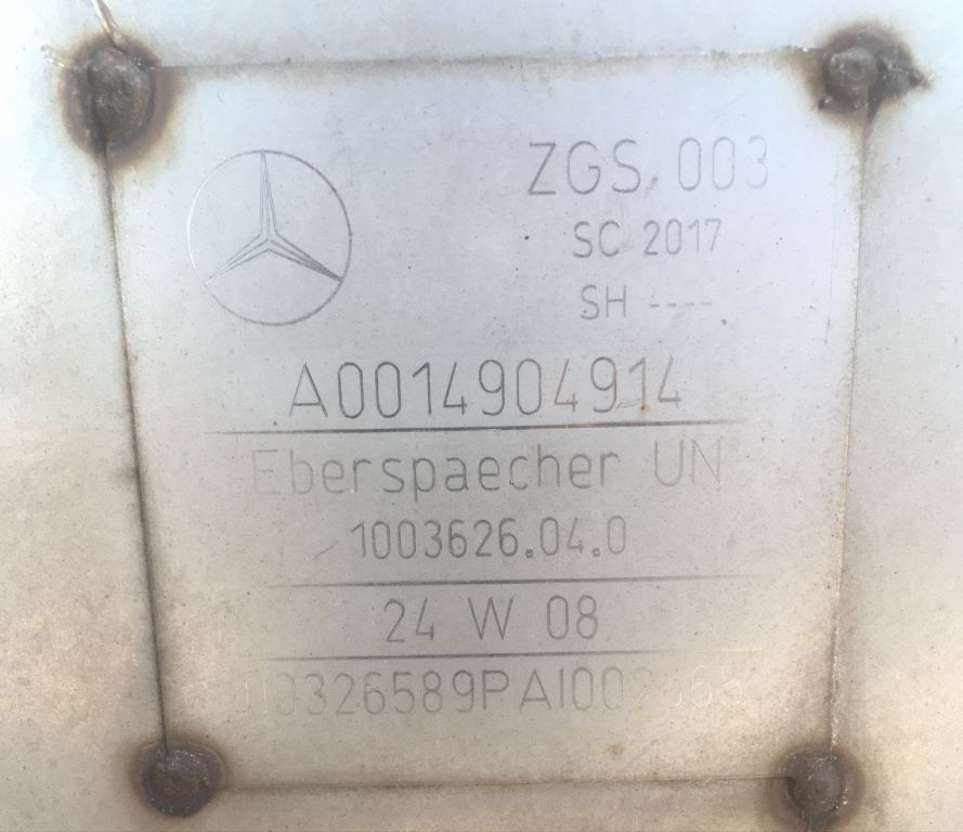 ZGS. 003
SC 2017
SH ----
A0014904914
Eberspaecher UN
1003626.04.0
24 W 08